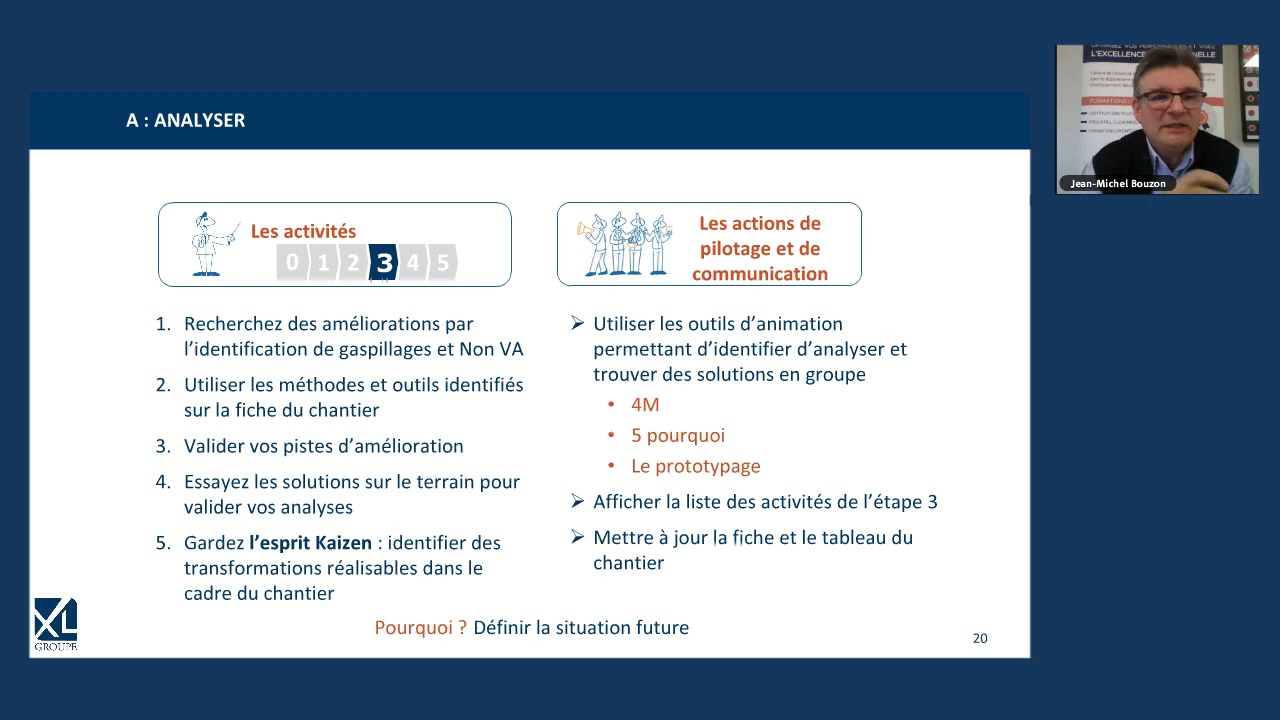 A : ANALYSER
Les activités
0 1 2 3 4 5
1. Recherchez des améliorations par
l’identification de gaspillages et Non VA
2. Utiliser les méthodes et outils identifiés
sur la fiche du chantier
3. Valider vos pistes d’amélioration
4. Essayez les solutions sur le terrain pour
valider vos analyses
5. Gardez l’esprit Kaizen : identifier des
transformations réalisables dans le
cadre du chantier
Les actions de
pilotage et de
communication
➢ Utiliser les outils d’animation
permettant d’identifier d’analyser et
trouver des solutions en groupe
• 4M
• 5 pourquoi
• Le prototypage
➢ Afficher la liste des activités de l’étape 3
➢ Mettre à jour la fiche et le tableau du
chantier
Pourquoi ? Définir la situation future
XL
GROUPE
20
L'EXCELLENCE
FORMATIONS
Jean-Michel Bouzon